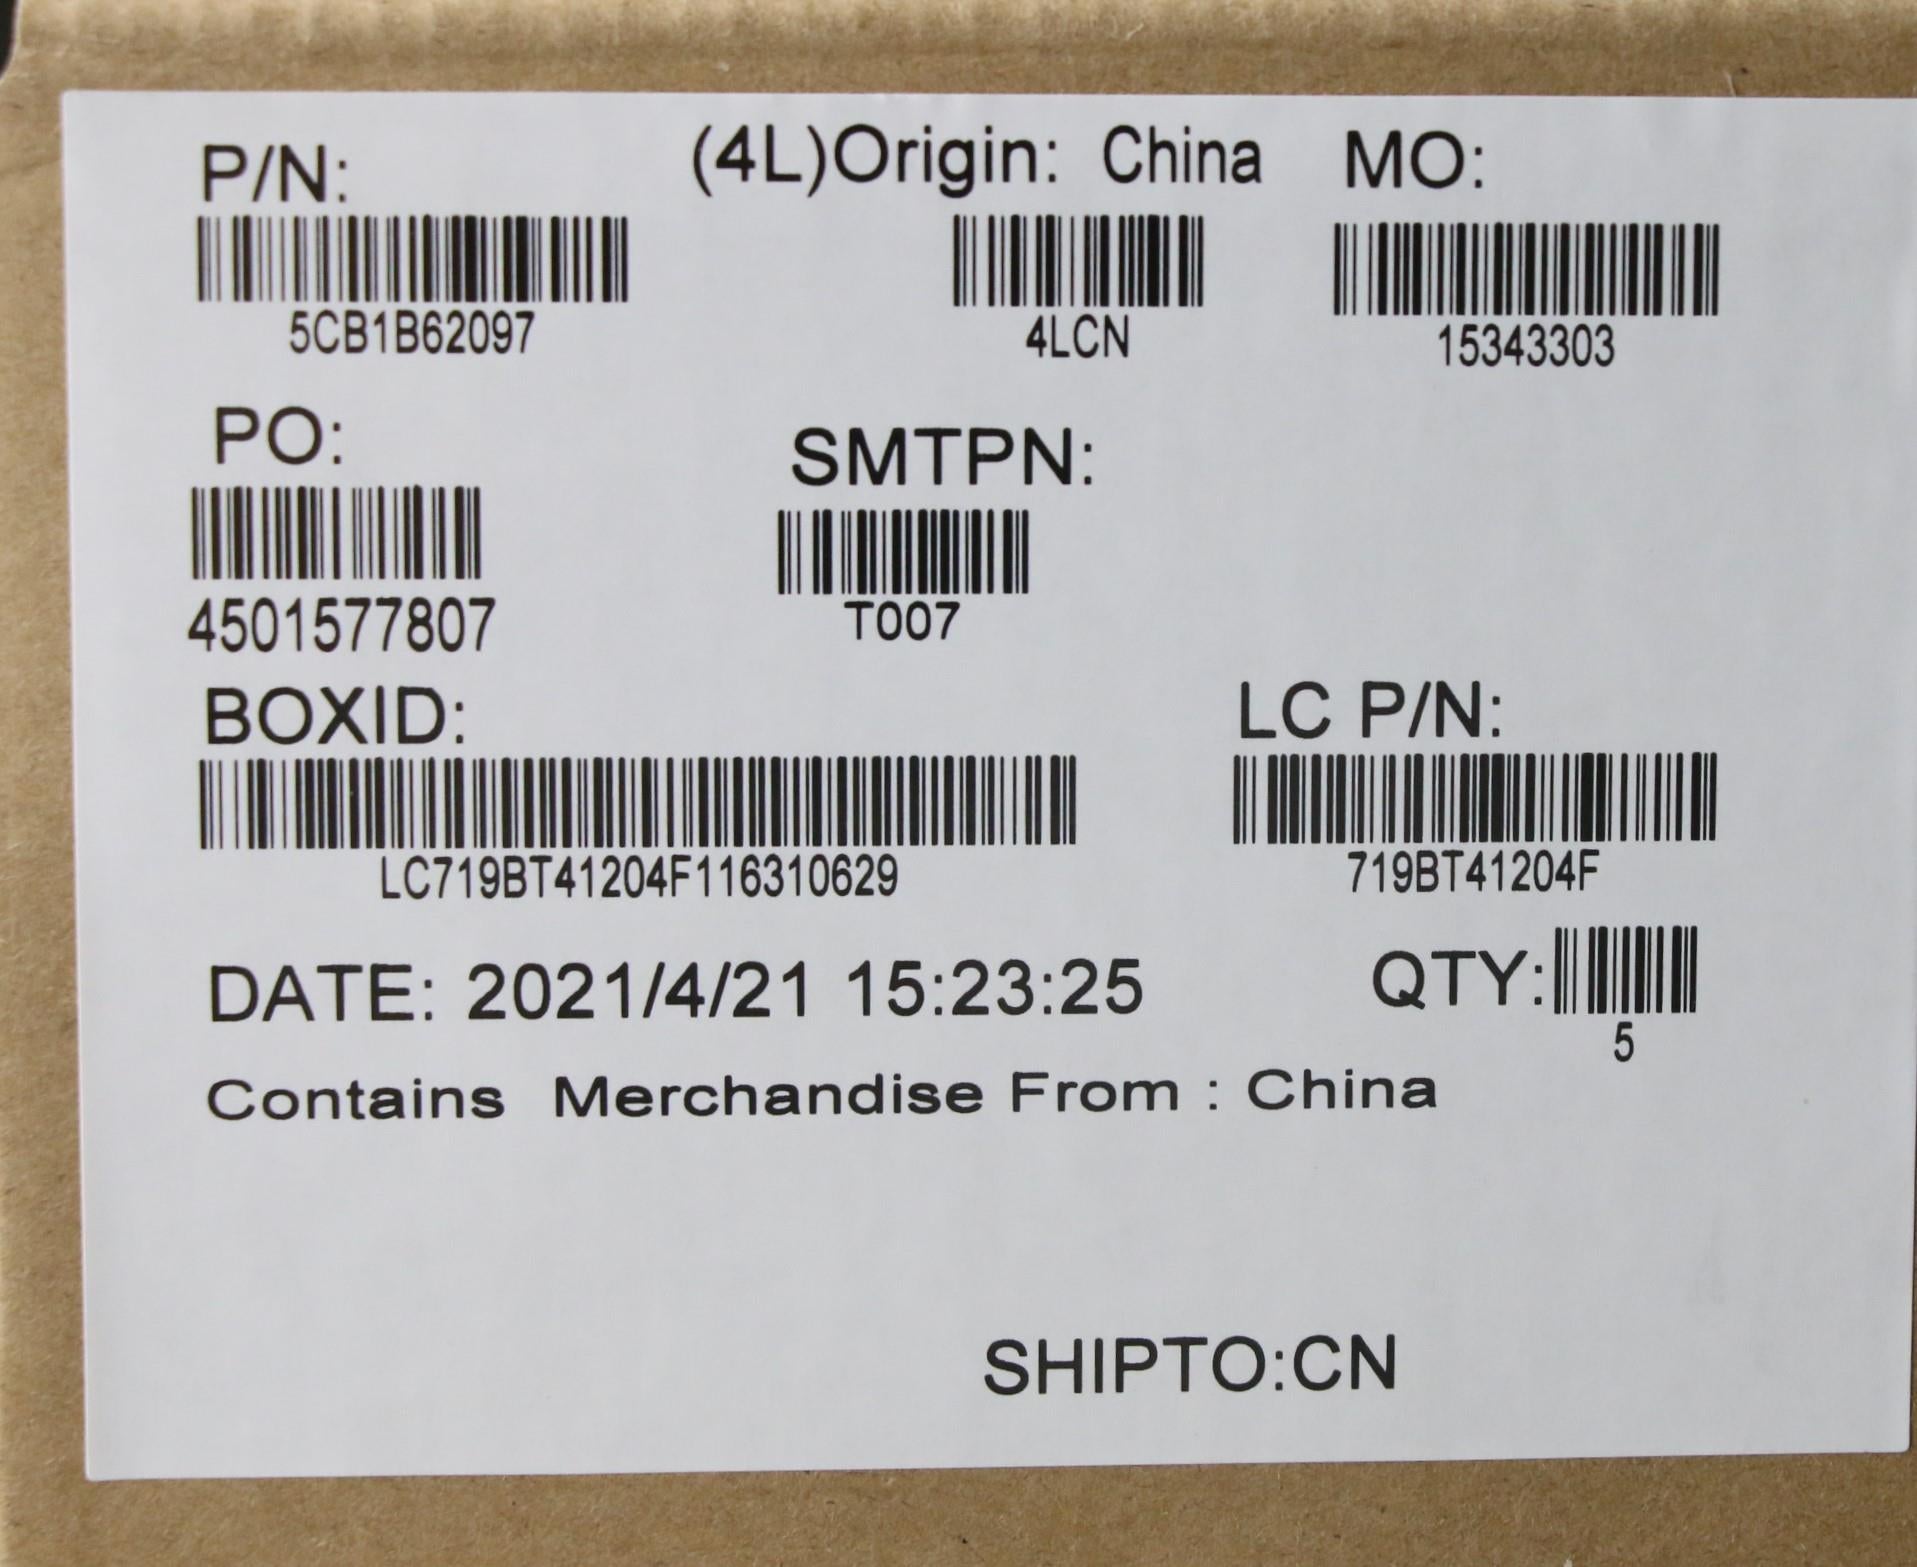 P/N: (4L)Origin: China MO:
5CB1B62097 4LCN 15343303
PO: SMTPN:
4501577807 T007
BOXID: LC P/N:
LC719BT41204F116310629 719BT41204F
DATE: 2021/4/21 15:23:25 QTY:
5
Contains Merchandise From : China
SHIPTO:CN